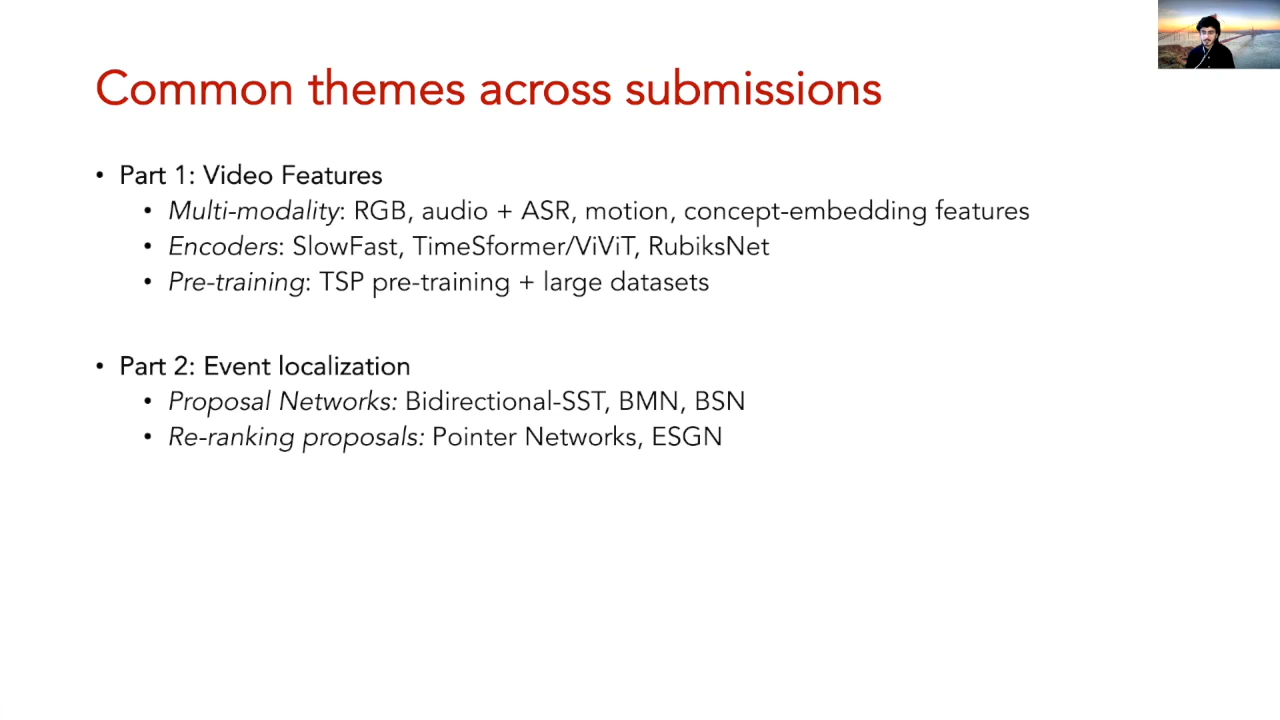 Common themes across submissions
• Part 1: Video Features
• Multi-modality: RGB, audio + ASR, motion, concept-embedding features
• Encoders: SlowFast, TimeSformer/ViViT, RubiksNet
• Pre-training: TSP pre-training + large datasets
• Part 2: Event localization
• Proposal Networks: Bidirectional-SST, BMN, BSN
• Re-ranking proposals: Pointer Networks, ESGN